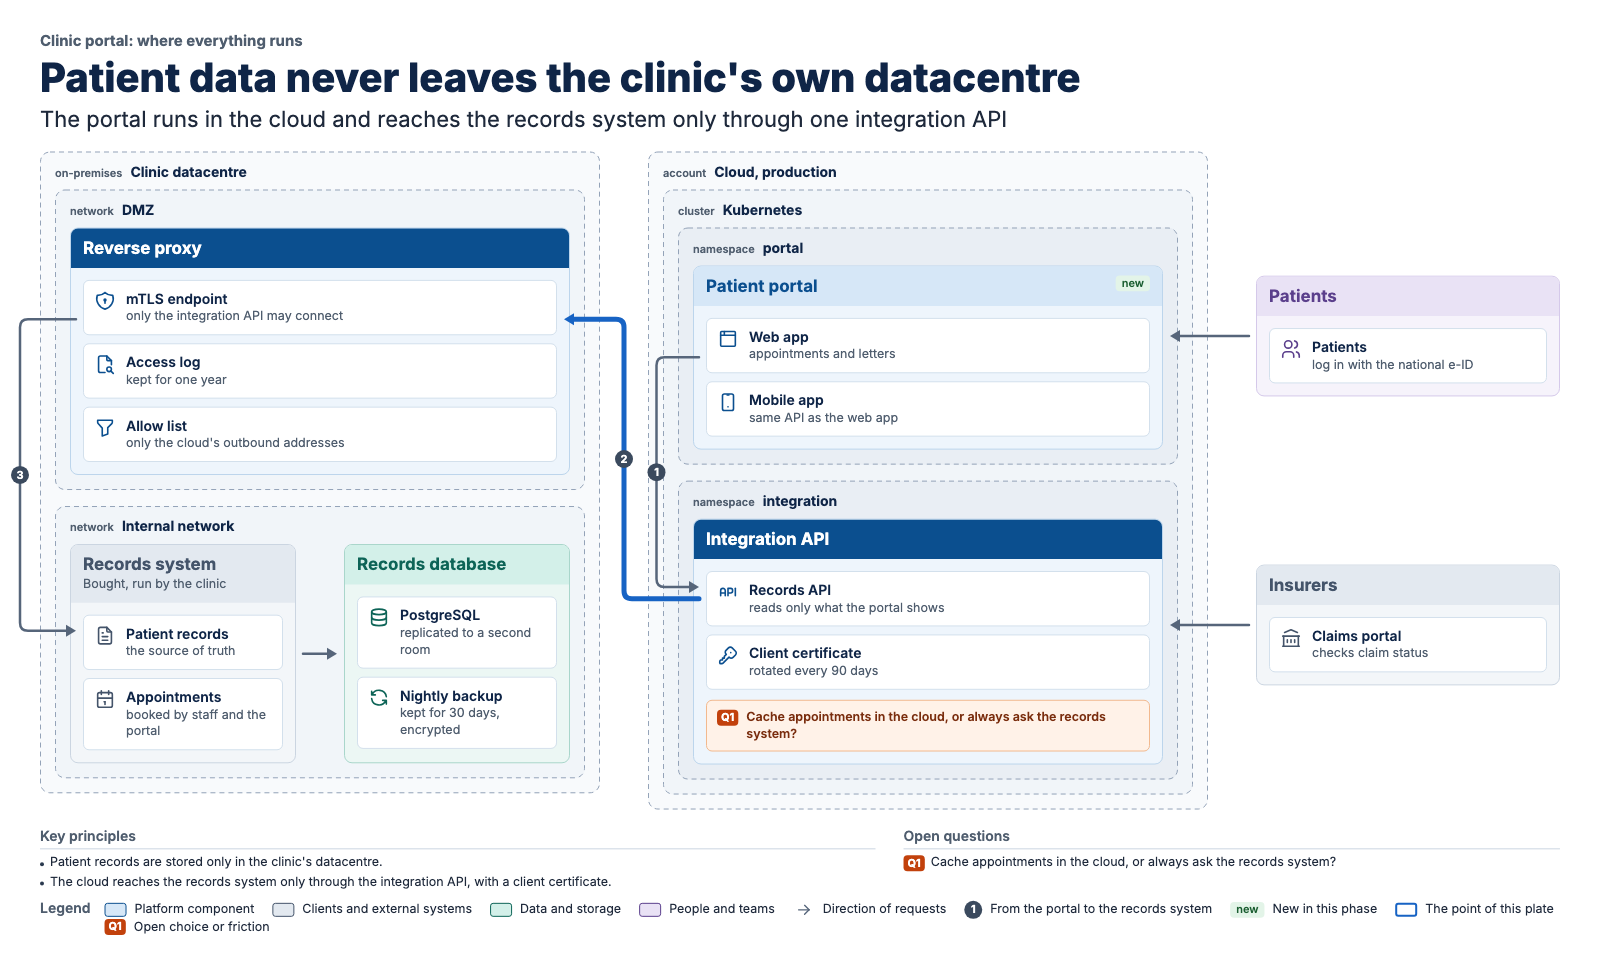 Clinic portal: where everything runs
Patient data never leaves the clinic's own datacentre
The portal runs in the cloud and reaches the records system only through one integration API
on-premises Clinic datacentre
network DMZ
Reverse proxy
mTLS endpoint
only the integration API may connect
Access log
kept for one year
Allow list
only the cloud's outbound addresses
3
network Internal network
Records system
Bought, run by the clinic
Patient records
the source of truth
Appointments
booked by staff and the
portal
Records database
PostgreSQL
replicated to a second
room
Nightly backup
kept for 30 days,
encrypted
2
1
account Cloud, production
cluster Kubernetes
namespace portal
Patient portal new
Web app
appointments and letters
Mobile app
same API as the web app
namespace integration
Integration API
API Records API
reads only what the portal shows
Client certificate
rotated every 90 days
Q1 Cache appointments in the cloud, or always ask the records
system?
Patients
Patients
log in with the national e-ID
Insurers
Claims portal
checks claim status
Key principles
• Patient records are stored only in the clinic's datacentre.
• The cloud reaches the records system only through the integration API, with a client certificate.
Open questions
Q1 Cache appointments in the cloud, or always ask the records system?
Legend Platform component Clients and external systems Data and storage People and teams Direction of requests 1 From the portal to the records system new New in this phase The point of this plate
Q1 Open choice or friction